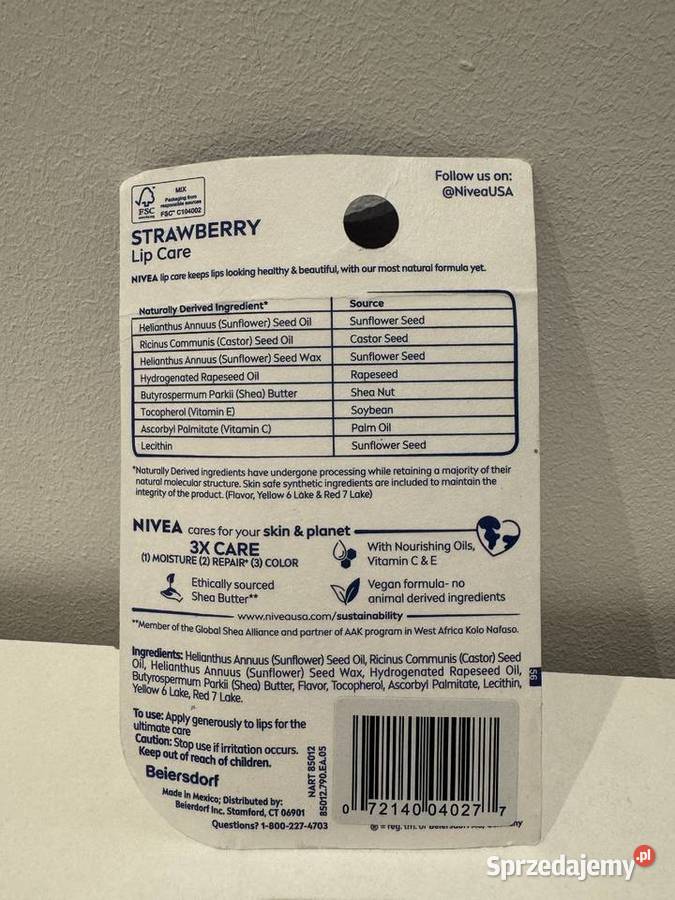 Follow us on:
@NiveaUSA
FSC
MIX
Packaging from
responsible sources
FSC® C104002
STRAWBERRY
Lip Care
NIVEA lip care keeps lips looking healthy & beautiful, with our most natural formula yet.
Naturally Derived Ingredient* Source
Helianthus Annuus (Sunflower) Seed Oil Sunflower Seed
Ricinus Communis (Castor) Seed Oil Castor Seed
Helianthus Annuus (Sunflower) Seed Wax Sunflower Seed
Hydrogenated Rapeseed Oil Rapeseed
Butyrospermum Parkii (Shea) Butter Shea Nut
Tocopherol (Vitamin E) Soybean
Ascorbyl Palmitate (Vitamin C) Palm Oil
Lecithin Sunflower Seed
*Naturally Derived ingredients have undergone processing while retaining a majority of their
natural molecular structure. Skin safe synthetic ingredients are included to maintain the
integrity of the product. (Flavor, Yellow 6 Lake & Red 7 Lake)
NIVEA cares for your skin & planet
3X CARE
(1) MOISTURE (2) REPAIR* (3) COLOR
With Nourishing Oils,
Vitamin C & E
Ethically sourced
Shea Butter**
Vegan formula- no
animal derived ingredients
www.niveausa.com/sustainability
**Member of the Global Shea Alliance and partner of AAK program in West Africa Kolo Nafaso.
Ingredients: Helianthus Annuus (Sunflower) Seed Oil, Ricinus Communis (Castor) Seed
Oil, Helianthus Annuus (Sunflower) Seed Wax, Hydrogenated Rapeseed Oil,
Butyrospermum Parkii (Shea) Butter, Flavor, Tocopherol, Ascorbyl Palmitate, Lecithin,
Yellow 6 Lake, Red 7 Lake.
56
To use: Apply generously to lips for the
ultimate care
Caution: Stop use if irritation occurs.
Keep out of reach of children.
Beiersdorf
Made in Mexico; Distributed by:
Beierdorf Inc. Stamford, CT 06901
Questions? 1-800-227-4703
NART 85012
85012.790.EA.05
0 72140 04027 7
® = reg. tm. of Beiersdorf
Sprzedajemy.pl